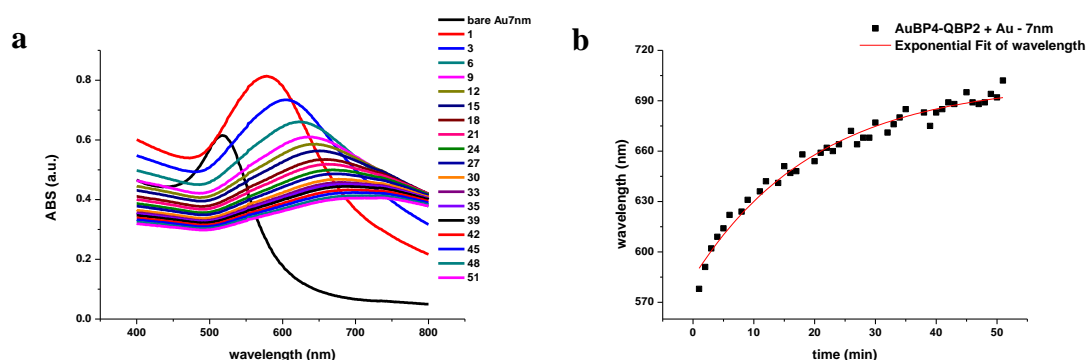 a
ABS (a.u.)
0.8
0.6
0.4
0.2
0.0
400 500 600 700 800
wavelength (nm)
bare Au7nm
1
3
6
9
12
15
18
21
24
27
30
33
35
39
42
45
48
51
b
AuBP4-QBP2 + Au - 7nm
Exponential Fit of wavelength
wavelength (nm)
720
690
660
630
600
570
0 10 20 30 40 50
time (min)